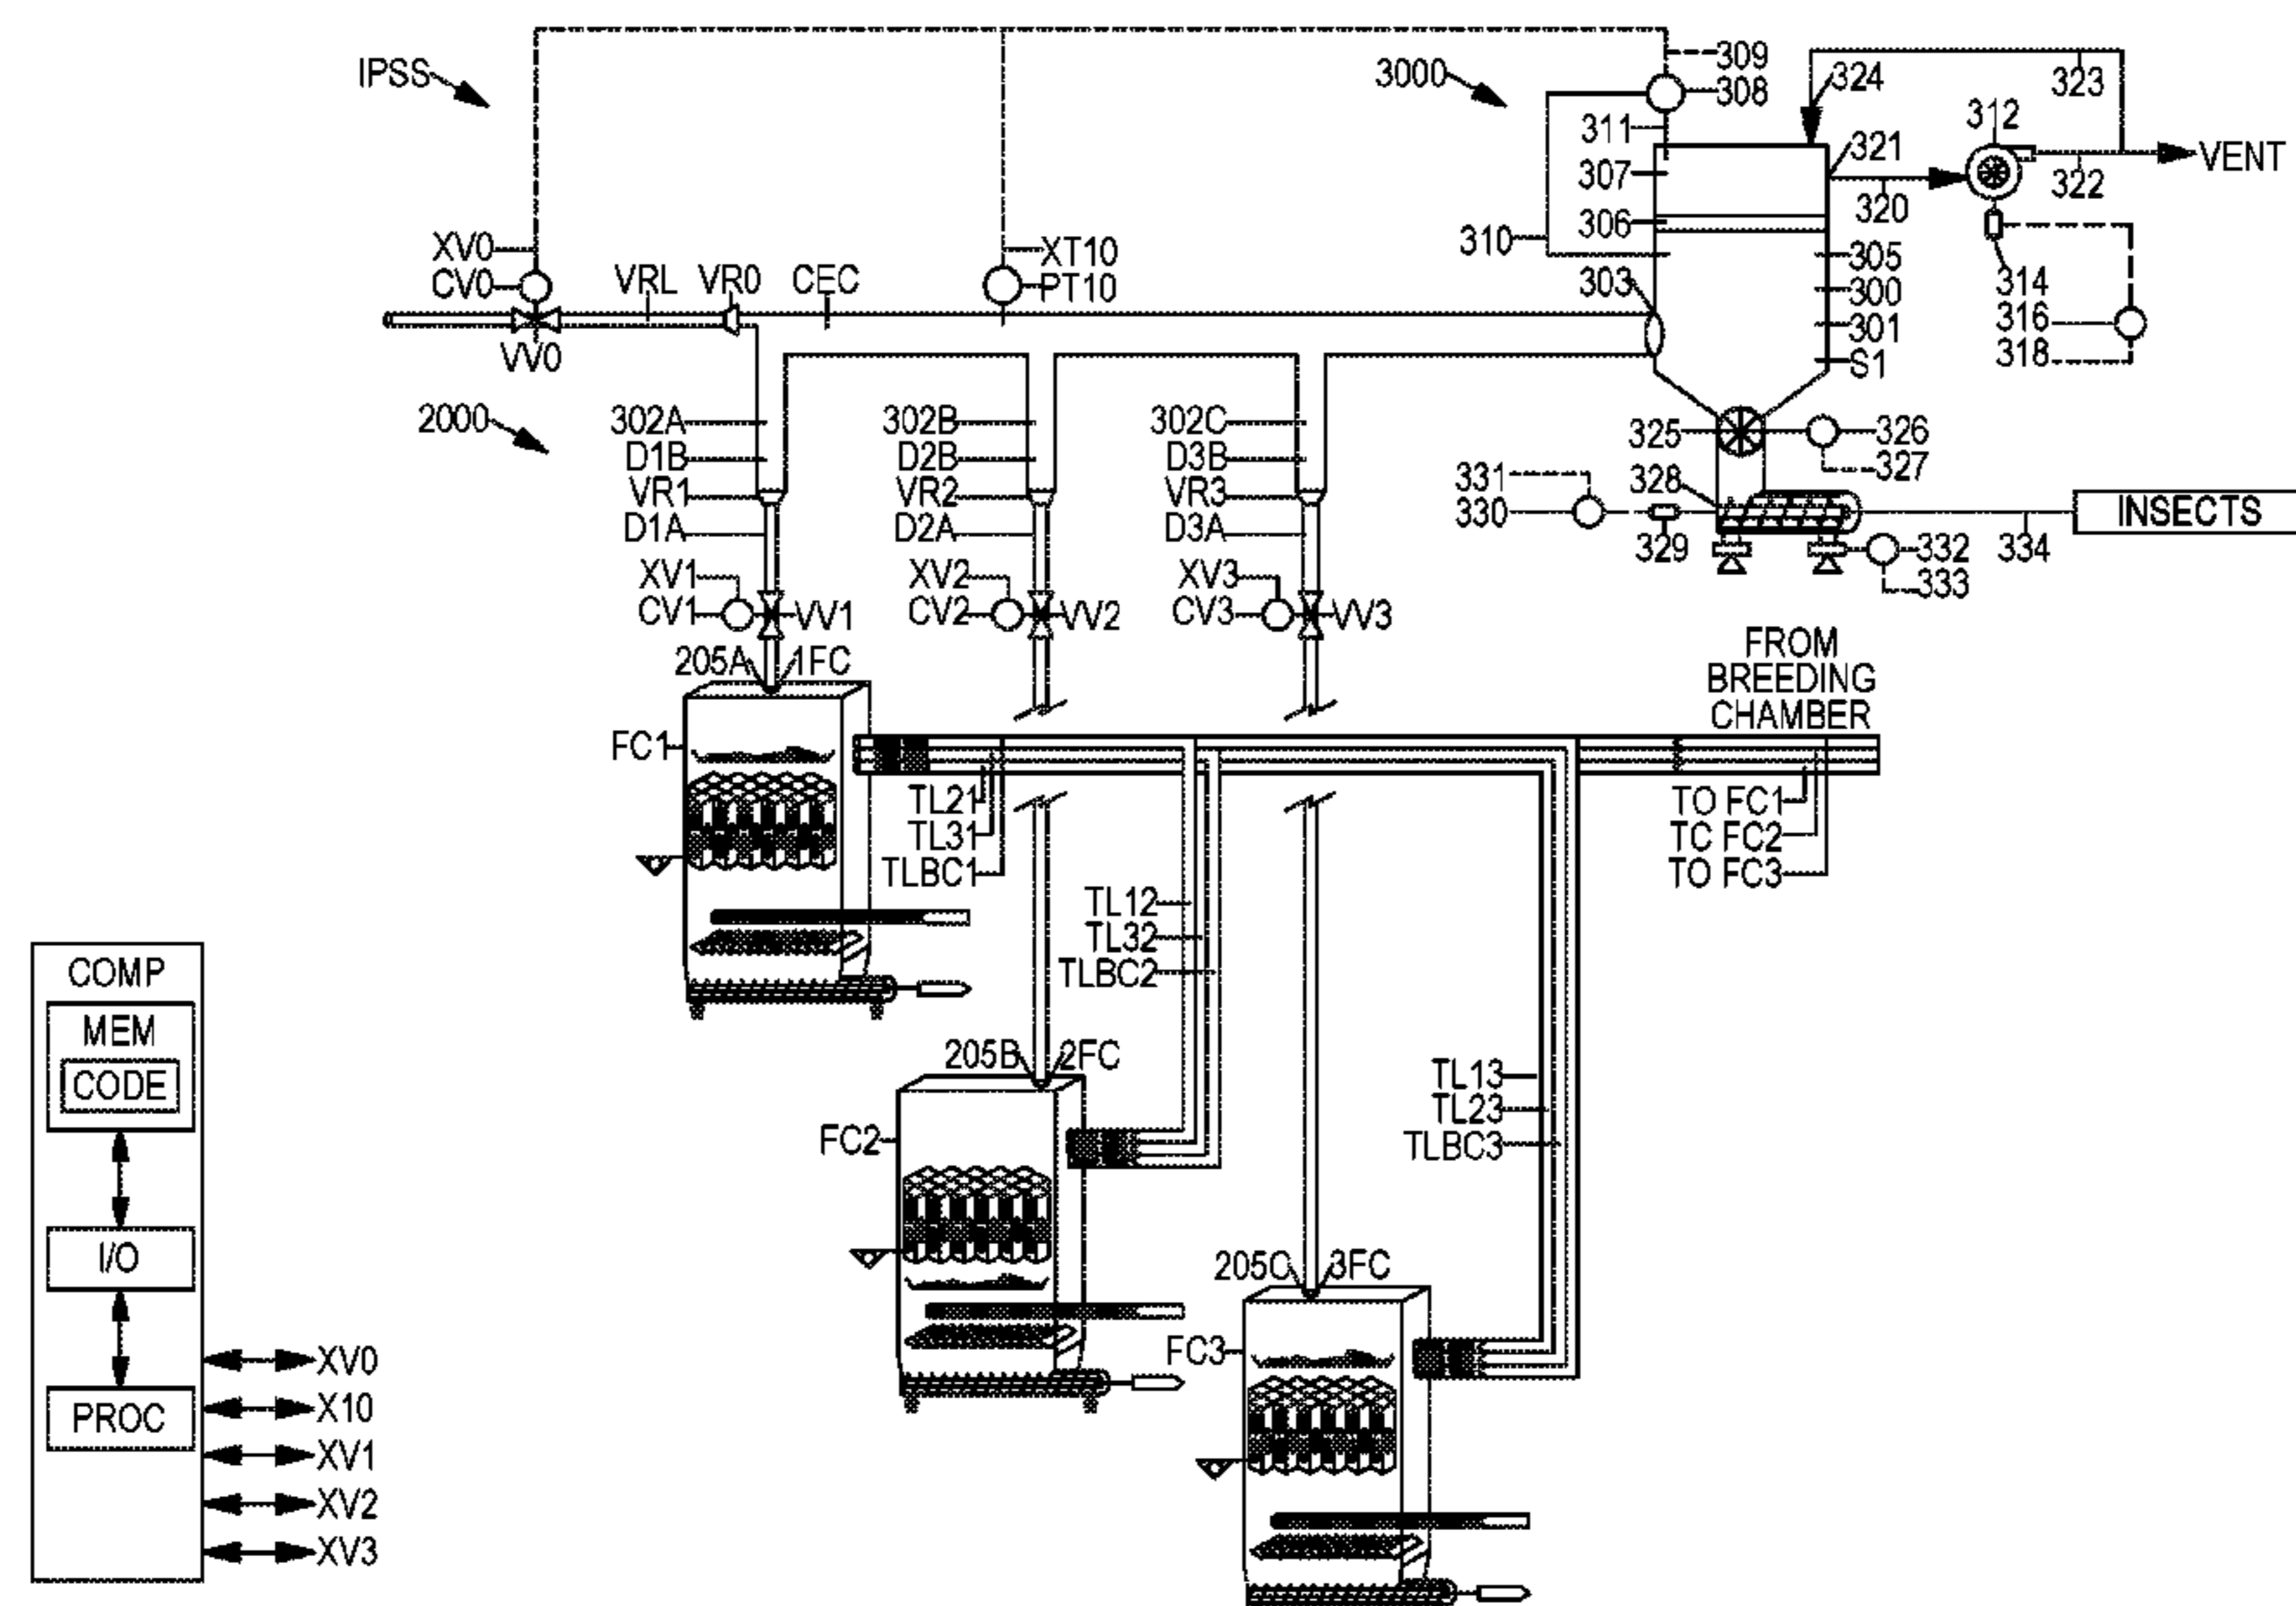 IPSS
3000
309
308
324
323
312
311
321
VENT
307
320
322
306
310
305
314
300
316
301
318
S1
303
XV0
CV0
VRL
VR0
CEC
XT10
PT10
VV0
2000
302A
302B
302C
D1B
D2B
D3B
VR1
VR2
VR3
D1A
D2A
D3A
325
326
327
331
328
330
329
332
333
334
INSECTS
XV1
XV2
XV3
CV1
VV1
CV2
VV2
CV3
VV3
205A
1FC
FROM
BREEDING
CHAMBER
FC1
TL21
TL31
TLBC1
TO FC1
TC FC2
TO FC3
TL12
TL32
TLBC2
COMP
MEM
CODE
I/O
PROC
205B
2FC
FC2
TL13
TL23
TLBC3
205C
3FC
FC3
XV0
X10
XV1
XV2
XV3